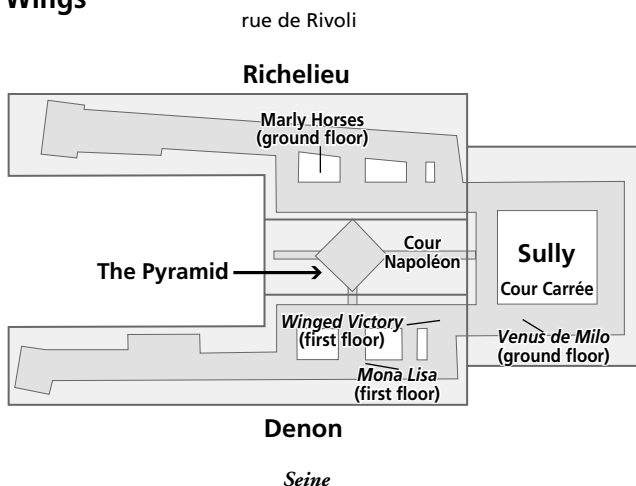 Wings
rue de Rivoli
Richelieu
Marly Horses
(ground floor)
Cour
Napoléon
The Pyramid
Sully
Cour Carrée
Winged Victory
(first floor)
Venus de Milo
(ground floor)
Mona Lisa
(first floor)
Denon
Seine